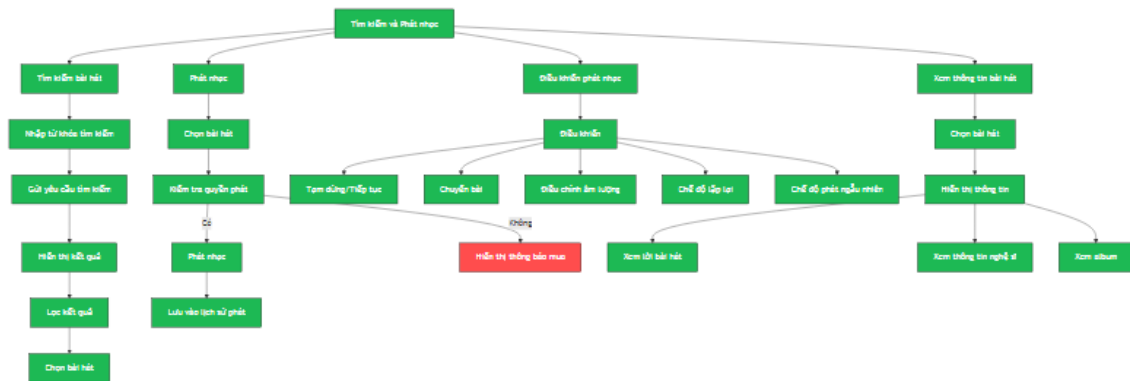 Tìm kiếm và Phát nhạc
Tìm kiếm bài hát
Phát nhạc
Điều khiển phát nhạc
Xem thông tin bài hát
Nhập từ khóa tìm kiếm
Chọn bài hát
Điều khiển
Chọn bài hát
Gửi yêu cầu tìm kiếm
Kiểm tra quyền phát
Tạm dừng/Tiếp tục
Chuyển bài
Điều chỉnh âm lượng
Chế độ lặp lại
Chế độ phát ngẫu nhiên
Hiển thị thông tin
Có
Không
Hiển thị kết quả
Phát nhạc
Hiển thị thông báo mua
Xem lời bài hát
Xem thông tin nghệ sĩ
Xem album
Lọc kết quả
Lưu vào lịch sử phát
Chọn bài hát